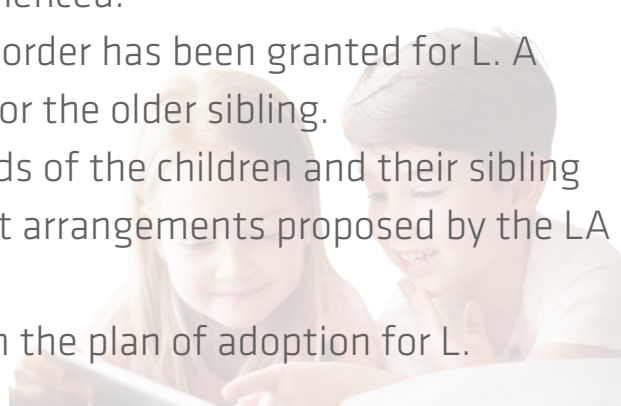 order has been granted for L. A
or the older sibling.
ds of the children and their sibling
t arrangements proposed by the LA
n the plan of adoption for L.